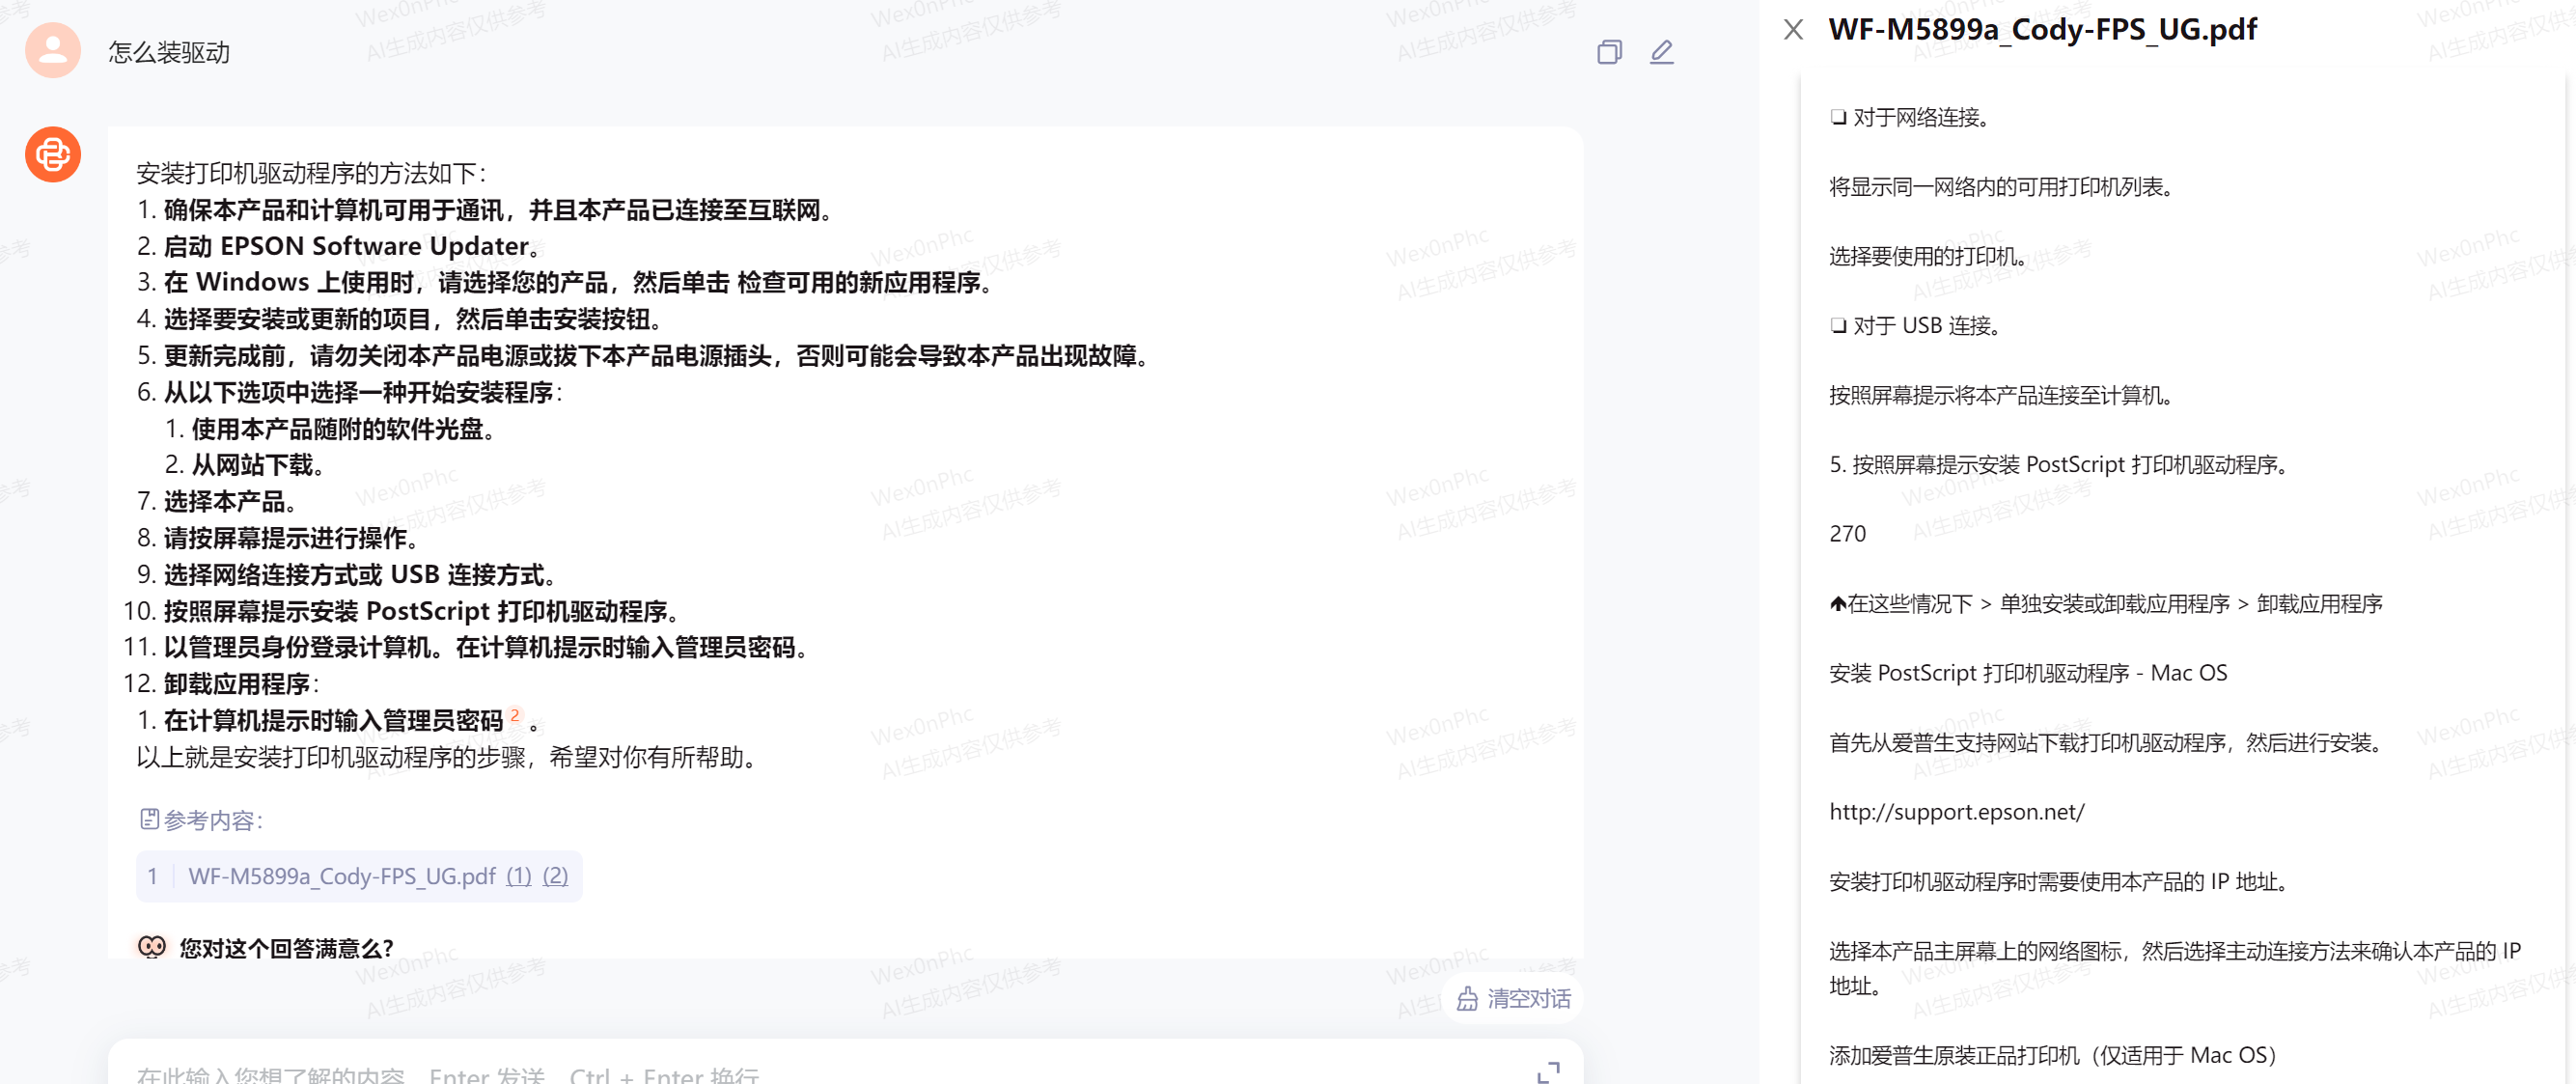 怎么装驱动
安装打印机驱动程序的方法如下：
1. 确保本产品和计算机可用于通讯，并且本产品已连接至互联网。
2. 启动 EPSON Software Updater。
3. 在 Windows 上使用时，请选择您的产品，然后单击 检查可用的新应用程序。
4. 选择要安装或更新的项目，然后单击安装按钮。
5. 更新完成前，请勿关闭本产品电源或拔下本产品电源插头，否则可能会导致本产品出现故障。
6. 从以下选项中选择一种开始安装程序：
1. 使用本产品随附的软件光盘。
2. 从网站下载。
7. 选择本产品。
8. 请按屏幕提示进行操作。
9. 选择网络连接方式或 USB 连接方式。
10. 按照屏幕提示安装 PostScript 打印机驱动程序。
11. 以管理员身份登录计算机。在计算机提示时输入管理员密码。
12. 卸载应用程序：
1. 在计算机提示时输入管理员密码 2 。
以上就是安装打印机驱动程序的步骤，希望对你有所帮助。
参考内容：
1 WF-M5899a_Cody-FPS_UG.pdf (1) (2)
您对这个回答满意么?
清空对话
在此输入您想了解的内容，Enter 发送，Ctrl + Enter 换行
X WF-M5899a_Cody-FPS_UG.pdf
❏ 对于网络连接。
将显示同一网络内的可用打印机列表。
选择要使用的打印机。
❏ 对于 USB 连接。
按照屏幕提示将本产品连接至计算机。
5. 按照屏幕提示安装 PostScript 打印机驱动程序。
270
在这些情况下 > 单独安装或卸载应用程序 > 卸载应用程序
安装 PostScript 打印机驱动程序 - Mac OS
首先从爱普生支持网站下载打印机驱动程序，然后进行安装。
http://support.epson.net/
安装打印机驱动程序时需要使用本产品的 IP 地址。
选择本产品主屏幕上的网络图标，然后选择主动连接方法来确认本产品的 IP
地址。
添加爱普生原装正品打印机（仅适用于 Mac OS）
Wex0nPhc
AI生成内容仅供参考